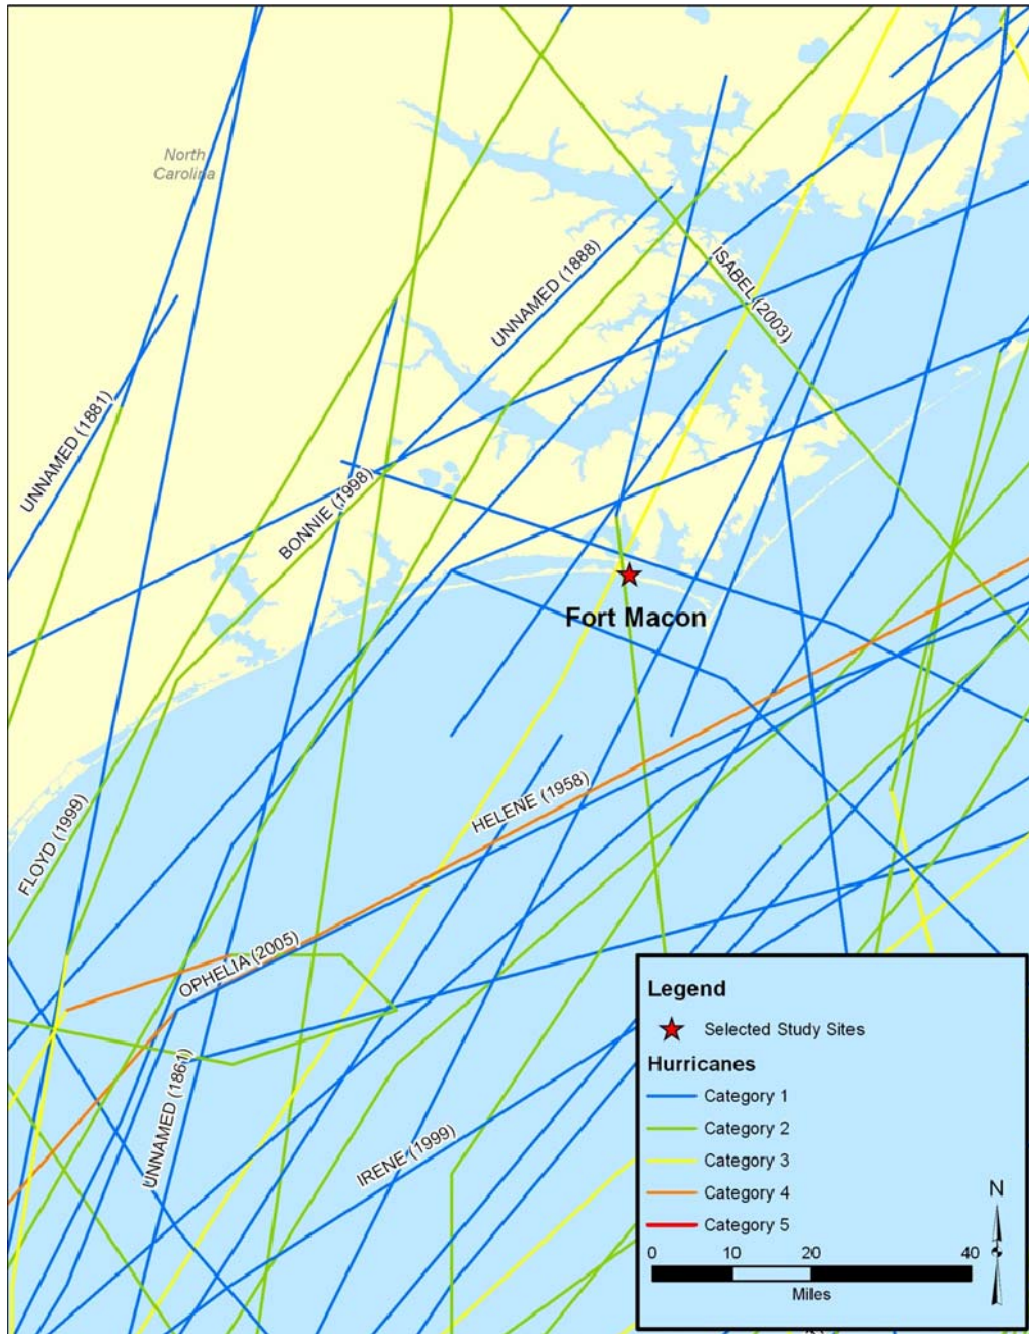 North
Carolina
UNNAMED (1888)
ISABEL (2003)
UNNAMED (1881)
BONNIE (1998)
Fort Macon
HELENE (1958)
FLOYD (1999)
OPHELIA (2005)
UNNAMED (1861)
IRENE (1999)
Legend
Selected Study Sites
Hurricanes
Category 1
Category 2
Category 3
Category 4
Category 5
N
0 10 20 40
Miles